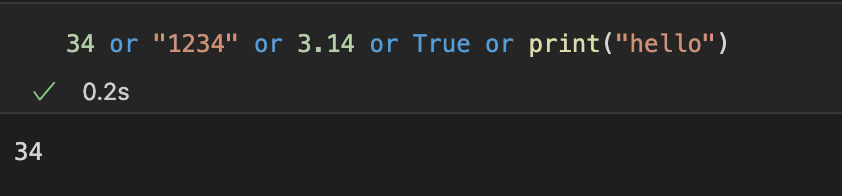 34 or "1234" or 3.14 or True or print("hello")
0.2s
34